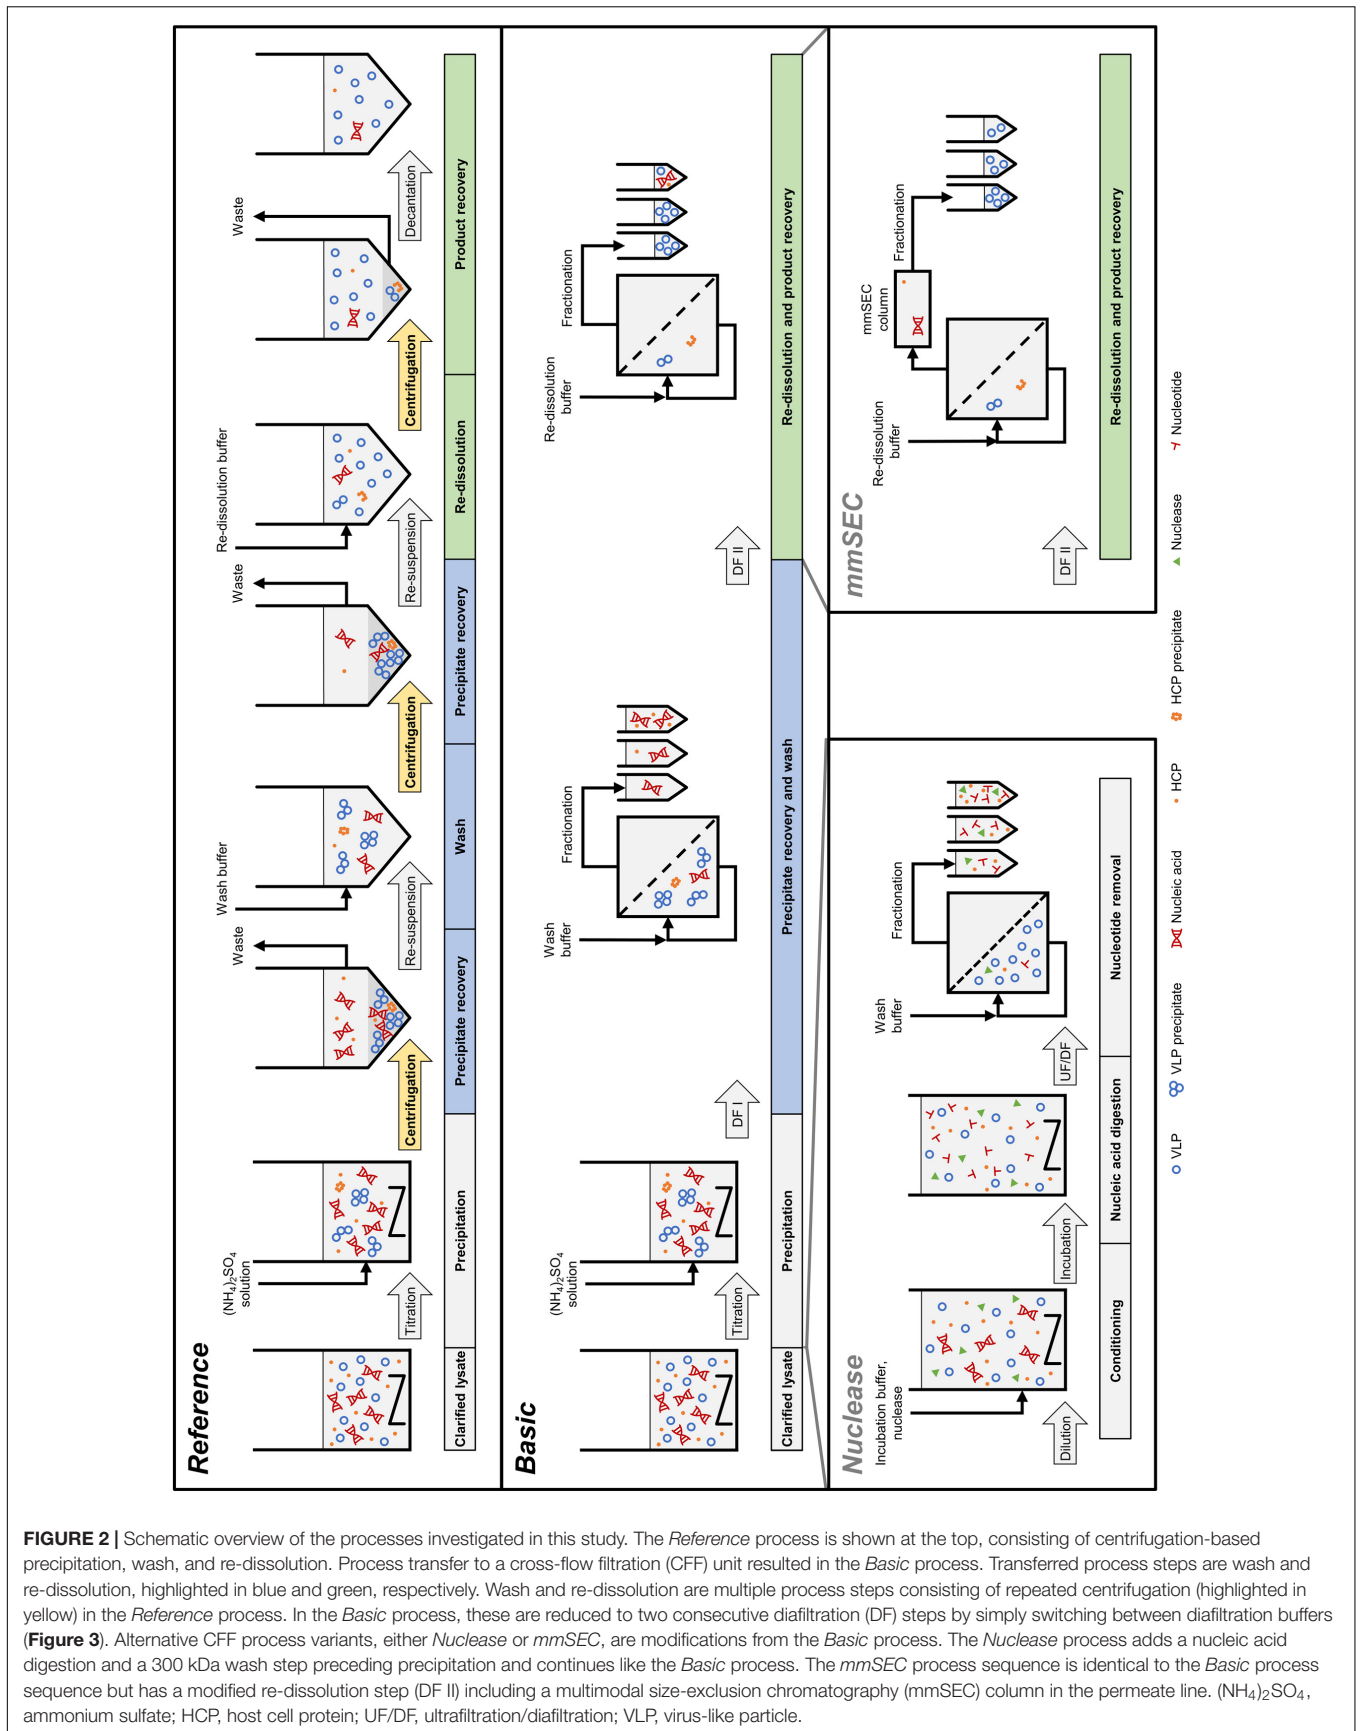 Reference
Clarified lysate
Precipitation
Precipitate recovery
Wash
Precipitate recovery
Re-dissolution
Product recovery
Titration
(NH4)2SO4
solution
Centrifugation
Waste
Re-suspension
Wash buffer
Centrifugation
Waste
Re-suspension
Re-dissolution buffer
Centrifugation
Waste
Decantation
Basic
Clarified lysate
Precipitation
Precipitate recovery and wash
Re-dissolution and product recovery
Titration
(NH4)2SO4
solution
DF I
Wash
buffer
Fractionation
DF II
Re-dissolution
buffer
Fractionation
Nuclease
Incubation buffer,
nuclease
Dilution
Incubation
UF/DF
Wash
buffer
Fractionation
Conditioning
Nucleic acid digestion
Nucleotide removal
mmSEC
DF II
Re-dissolution
buffer
mmSEC
column
Fractionation
Re-dissolution and product recovery
VLP
VLP precipitate
Nucleic acid
HCP
HCP precipitate
Nuclease
Nucleotide
FIGURE 2 | Schematic overview of the processes investigated in this study. The Reference process is shown at the top, consisting of centrifugation-based
precipitation, wash, and re-dissolution. Process transfer to a cross-flow filtration (CFF) unit resulted in the Basic process. Transferred process steps are wash and
re-dissolution, highlighted in blue and green, respectively. Wash and re-dissolution are multiple process steps consisting of repeated centrifugation (highlighted in
yellow) in the Reference process. In the Basic process, these are reduced to two consecutive diafiltration (DF) steps by simply switching between diafiltration buffers
(Figure 3). Alternative CFF process variants, either Nuclease or mmSEC, are modifications from the Basic process. The Nuclease process adds a nucleic acid
digestion and a 300 kDa wash step preceding precipitation and continues like the Basic process. The mmSEC process sequence is identical to the Basic process
sequence but has a modified re-dissolution step (DF II) including a multimodal size-exclusion chromatography (mmSEC) column in the permeate line. (NH4)2SO4,
ammonium sulfate; HCP, host cell protein; UF/DF, ultrafiltration/diafiltration; VLP, virus-like particle.